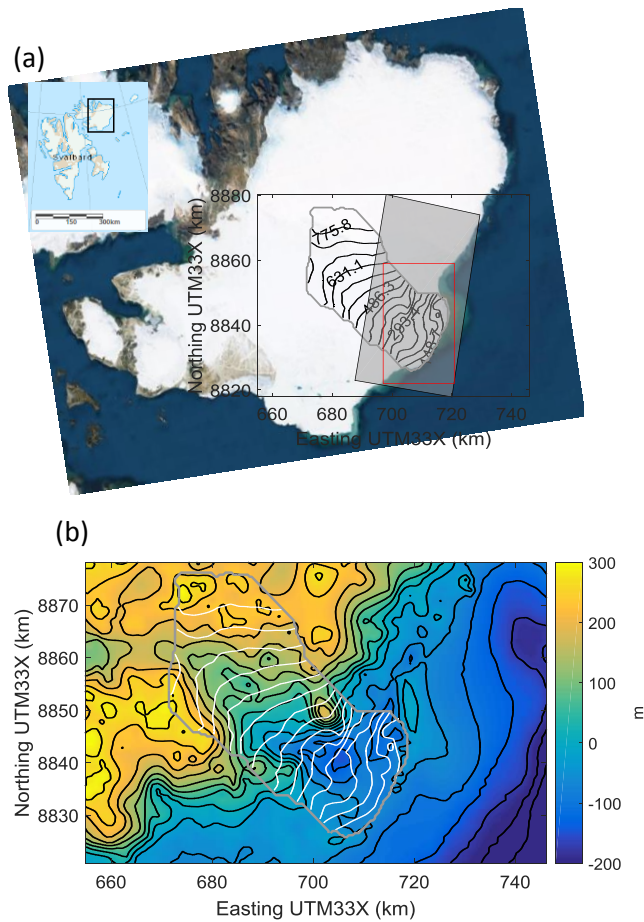 (a)
Svalbard
0 150 300km
8880
8860
8840
8820
Northing UTM33X (km)
775.8
631.1
486.3
660 680 700 720 740
Easting UTM33X (km)
(b)
8870
8860
8850
8840
8830
Northing UTM33X (km)
660 680 700 720 740
Easting UTM33X (km)
300
200
100
0
-100
-200
m